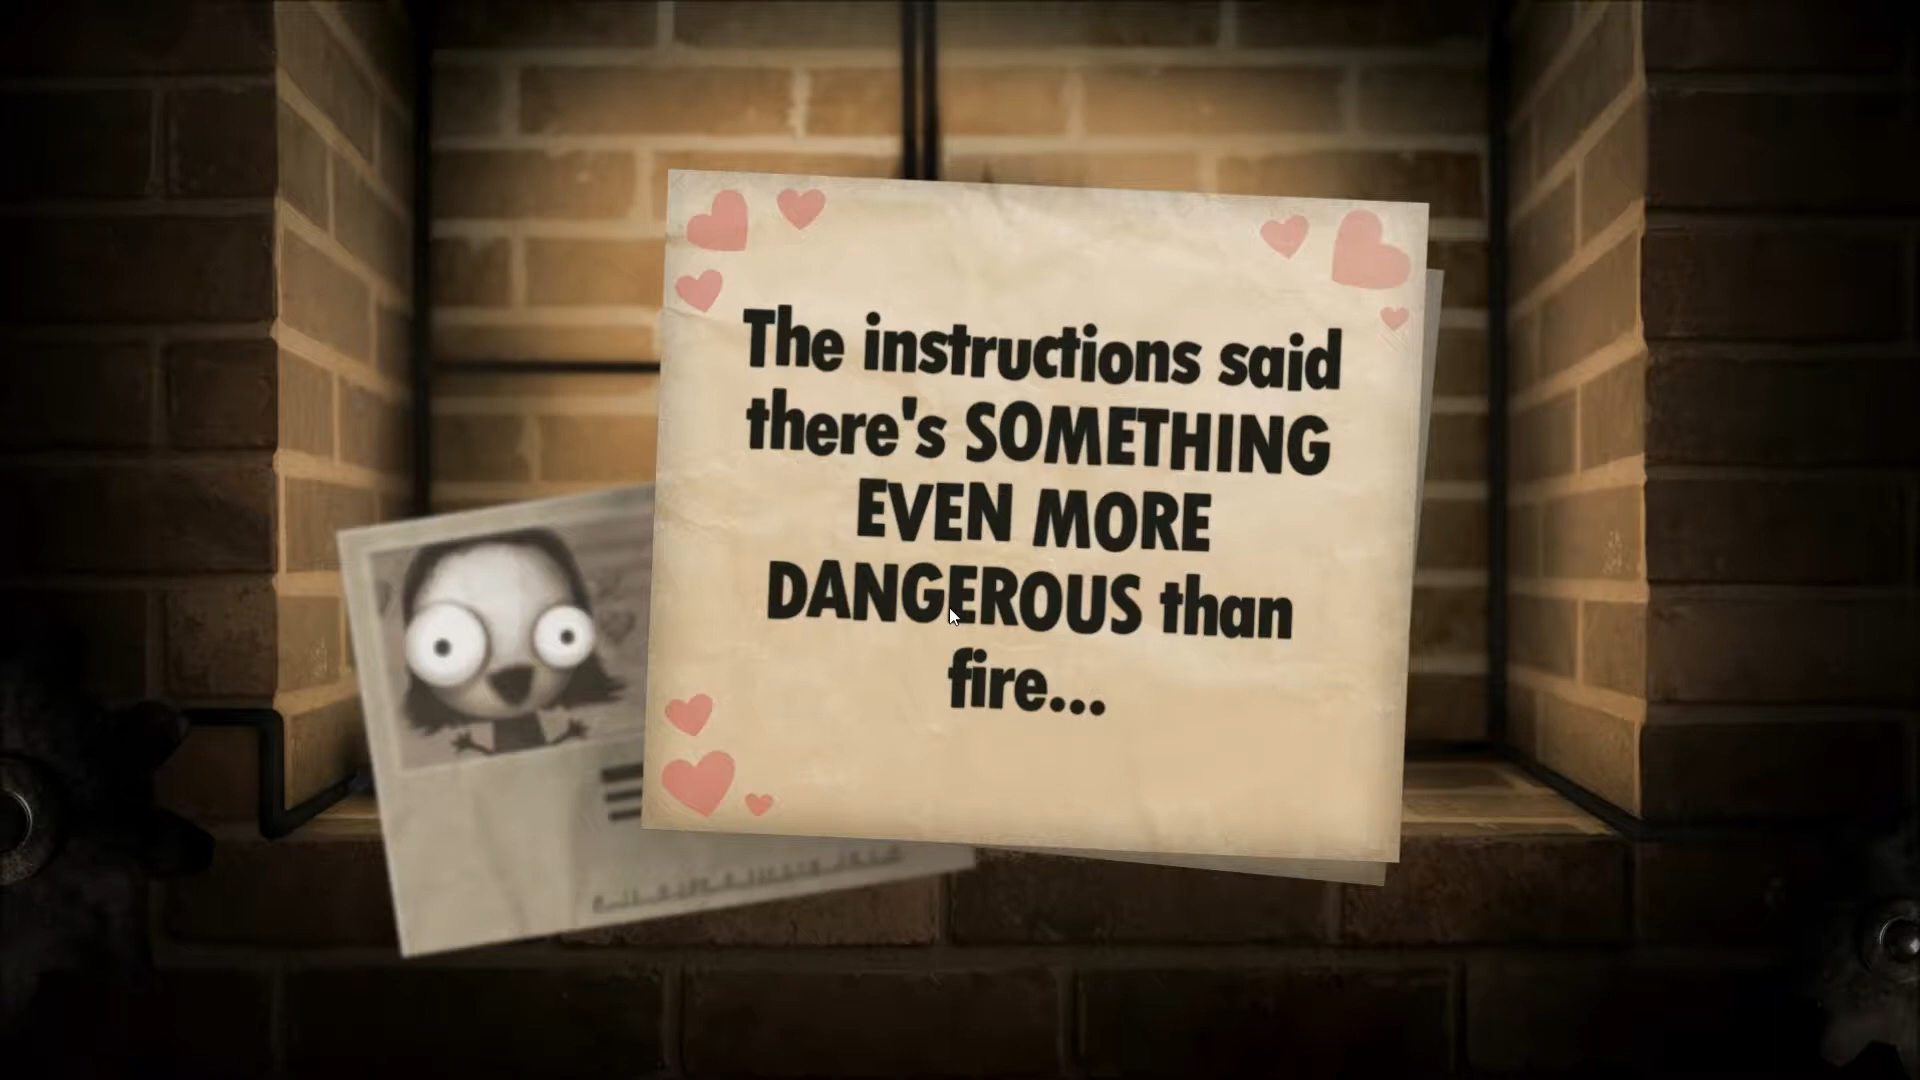 The instructions said
there's SOMETHING
EVEN MORE
DANGEROUS than
fire...